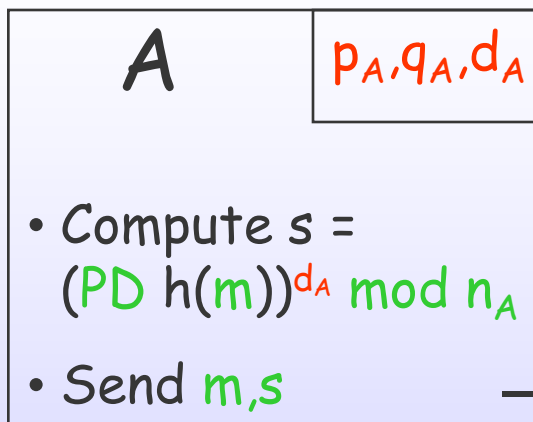 A
pA,qA,dA
• Compute s =
(PD h(m))dA mod nA
• Send m,s